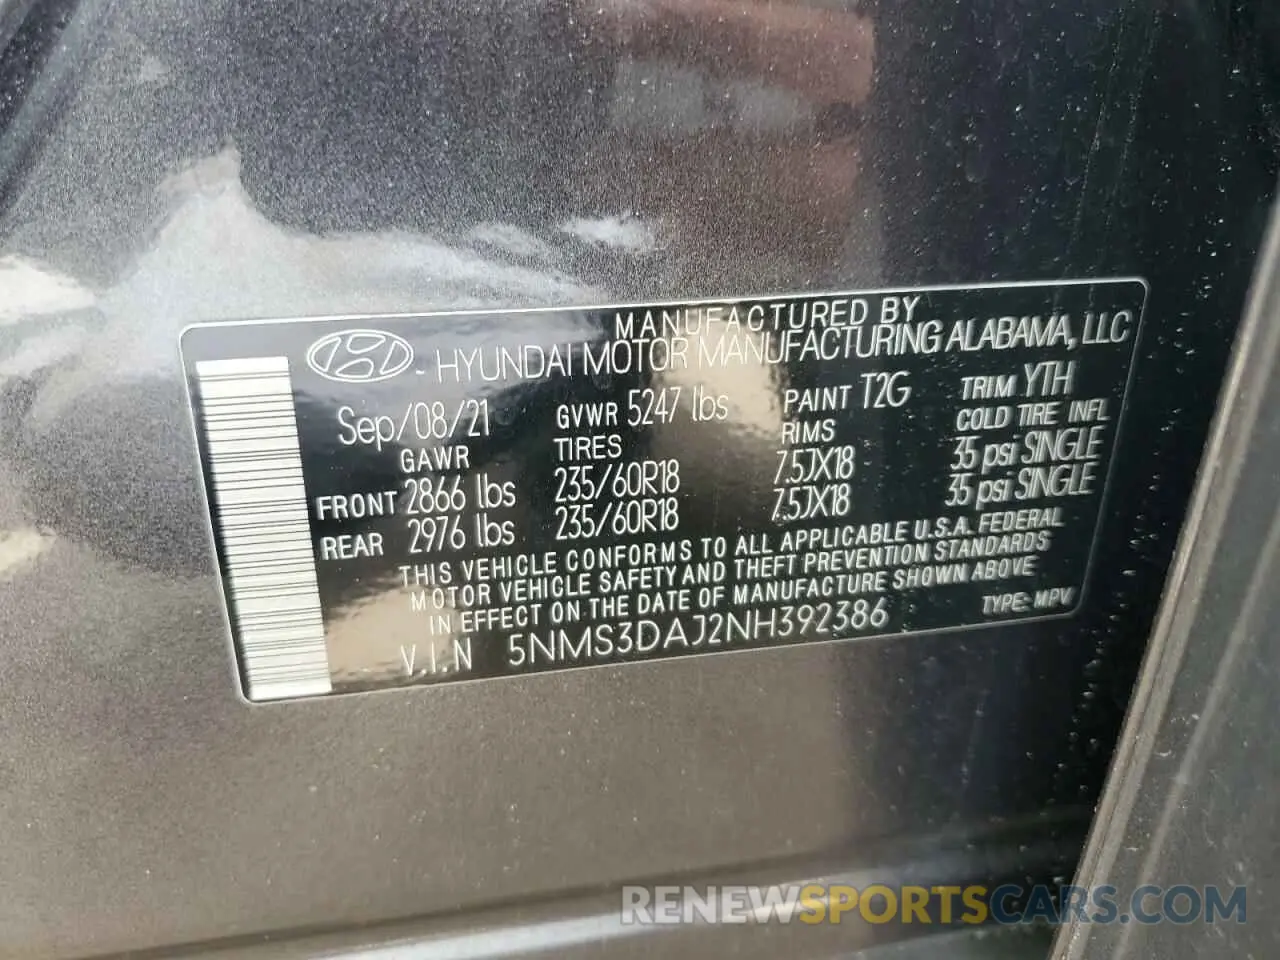 MANUFACTURED BY
HYUNDAI MOTOR MANUFACTURING ALABAMA, LLC
Sep/08/21 GVWR 5247 lbs PAINT T2G TRIM YTH
GAWR TIRES RIMS COLD TIRE INFL
FRONT 2866 lbs 235/60R18 7.5JX18 35 psi SINGLE
REAR 2976 lbs 235/60R18 7.5JX18 35 psi SINGLE
THIS VEHICLE CONFORMS TO ALL APPLICABLE U.S.A. FEDERAL
MOTOR VEHICLE SAFETY AND THEFT PREVENTION STANDARDS
IN EFFECT ON THE DATE OF MANUFACTURE SHOWN ABOVE
V.I.N 5NMS3DAJ2NH392386 TYPE: MPV
RENEWSPORTSCARS.COM